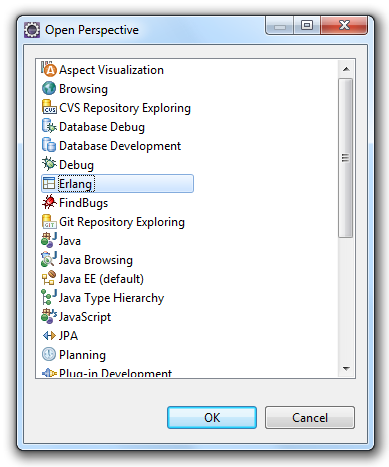 Open Perspective
Aspect Visualization
Browsing
CVS Repository Exploring
Database Debug
Database Development
Debug
Erlang
FindBugs
Git Repository Exploring
Java
Java Browsing
Java EE (default)
Java Type Hierarchy
JavaScript
JPA
Planning
Plug-in Development
OK
Cancel